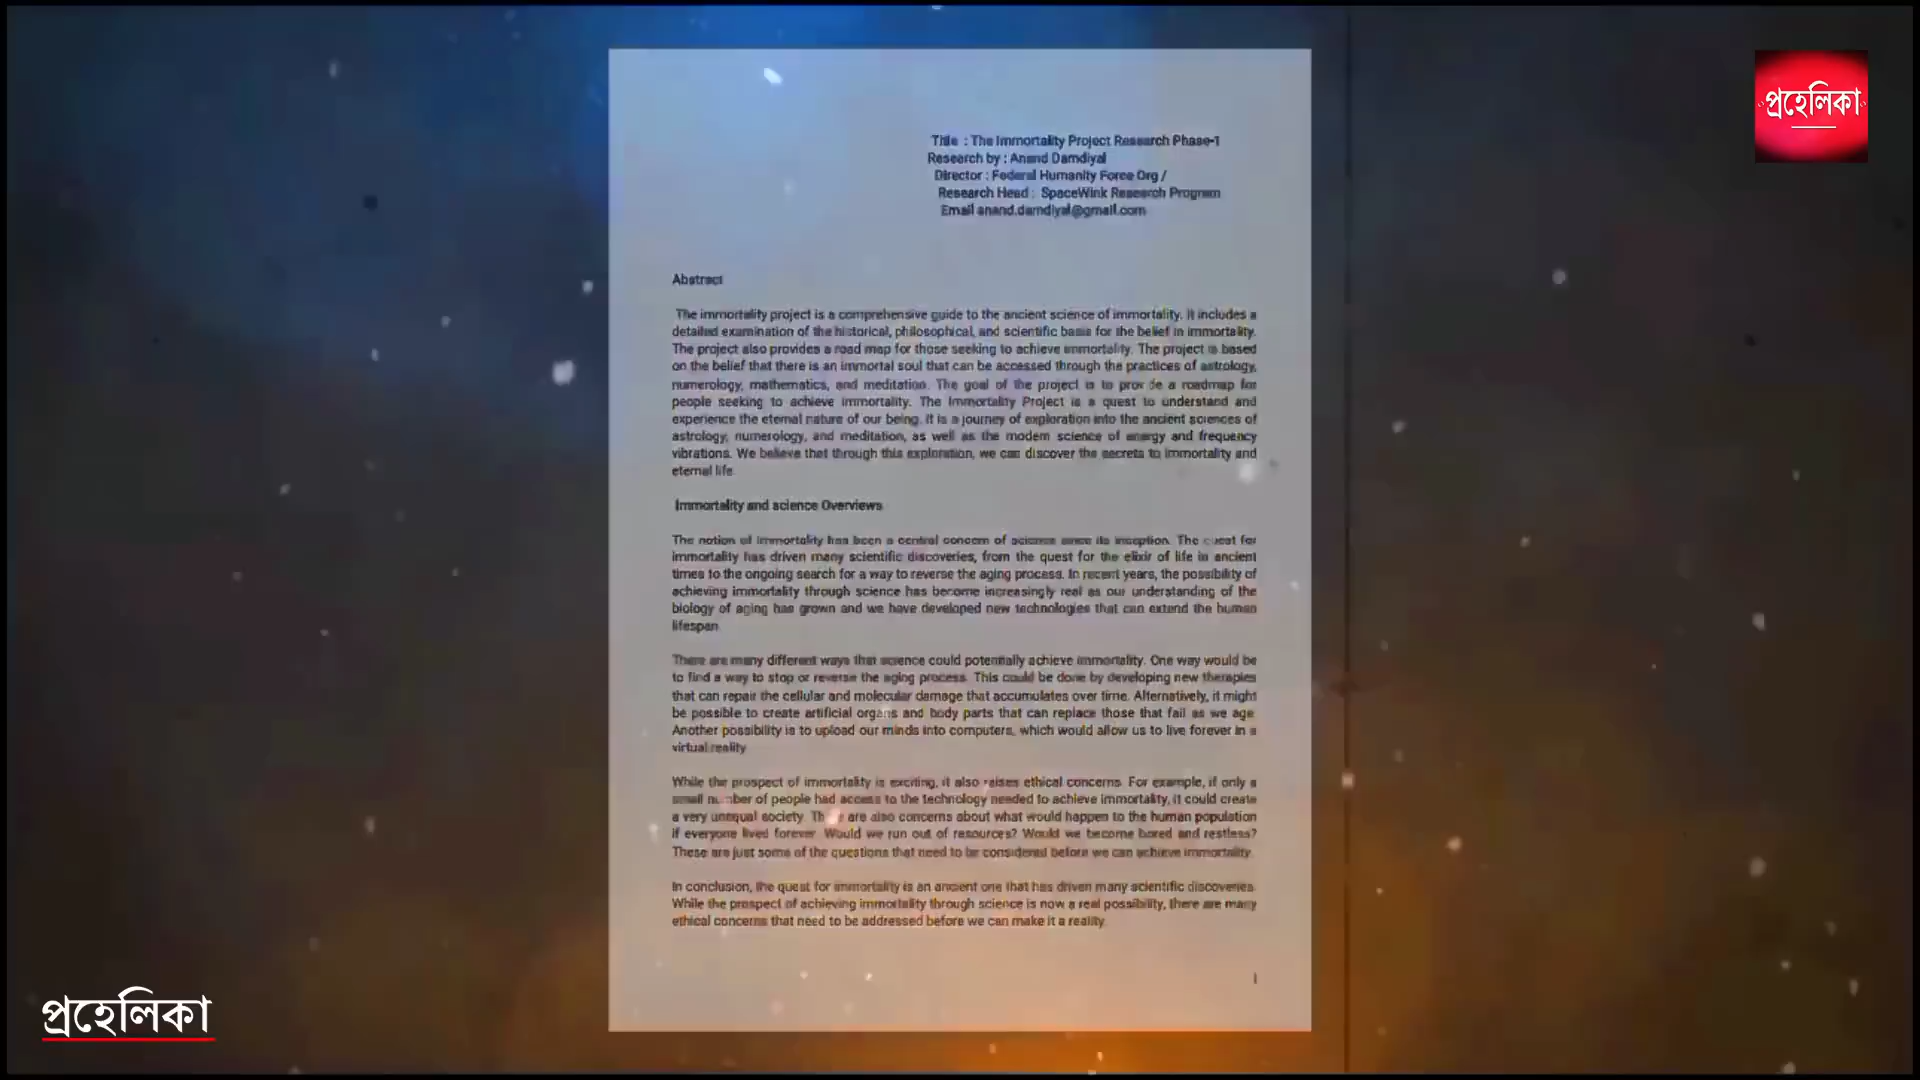 প্রহেলিকা
Title : The Immortality Project Research Phase-1
Research by : Anand Damdiyal
Director : Federal Humanity Force Org /
Research Head : SpaceWink Research Program
Email anand.damdiyal@gmail.com
Abstract
The immortality project is a comprehensive guide to the ancient science of immortality. It includes a
detailed examination of the historical, philosophical, and scientific basis for the belief in immortality.
The project also provides a road map for those seeking to achieve immortality. The project is based
on the belief that there is an immortal soul that can be accessed through the practices of astrology,
numerology, mathematics, and meditation. The goal of the project is to provide a roadmap for
people seeking to achieve immortality. The Immortality Project is a quest to understand and
experience the eternal nature of our being. It is a journey of exploration into the ancient sciences of
astrology, numerology, and meditation, as well as the modern science of energy and frequency
vibrations. We believe that through this exploration, we can discover the secrets to immortality and
eternal life.
Immortality and science Overviews
The notion of immortality has been a central concern of science since its inception. The quest for
immortality has driven many scientific discoveries, from the quest for the elixir of life in ancient
times to the ongoing search for a way to reverse the aging process. In recent years, the possibility of
achieving immortality through science has become increasingly real as our understanding of the
biology of aging has grown and we have developed new technologies that can extend the human
lifespan.
There are many different ways that science could potentially achieve immortality. One way would be
to find a way to stop or reverse the aging process. This could be done by developing new therapies
that can repair the cellular and molecular damage that accumulates over time. Alternatively, it might
be possible to create artificial organs and body parts that can replace those that fail as we age.
Another possibility is to upload our minds into computers, which would allow us to live forever in a
virtual reality.
While the prospect of immortality is exciting, it also raises ethical concerns. For example, if only a
small number of people had access to the technology needed to achieve immortality, it could create
a very unequal society. There are also concerns about what would happen to the human population
if everyone lived forever. Would we run out of resources? Would we become bored and restless?
These are just some of the questions that need to be considered before we can achieve immortality.
In conclusion, the quest for immortality is an ancient one that has driven many scientific discoveries.
While the prospect of achieving immortality through science is now a real possibility, there are many
ethical concerns that need to be addressed before we can make it a reality.
1
প্রহেলিকা